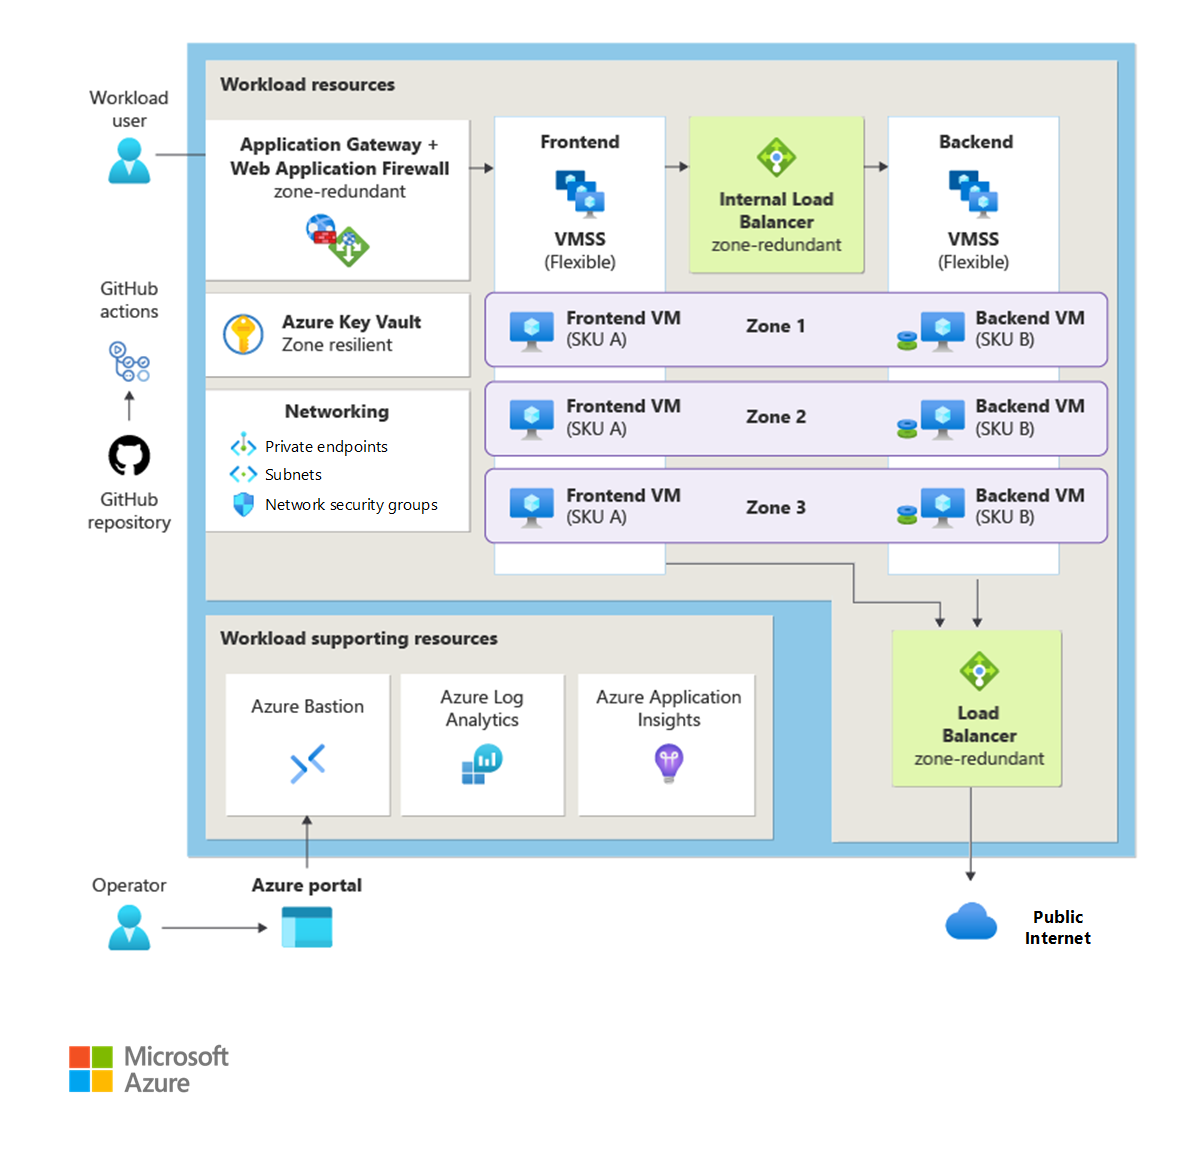 Workload resources
Workload
user
Application Gateway +
Web Application Firewall
zone-redundant
Frontend
VMSS
(Flexible)
Internal Load
Balancer
zone-redundant
Backend
VMSS
(Flexible)
GitHub
actions
Azure Key Vault
Zone resilient
Frontend VM
(SKU A)
Zone 1
Backend VM
(SKU B)
Networking
Private endpoints
Subnets
Network security groups
Frontend VM
(SKU A)
Zone 2
Backend VM
(SKU B)
GitHub
repository
Frontend VM
(SKU A)
Zone 3
Backend VM
(SKU B)
Workload supporting resources
Azure Bastion
Azure Log
Analytics
Azure Application
Insights
Load
Balancer
zone-redundant
Operator
Azure portal
Public
Internet
Microsoft
Azure